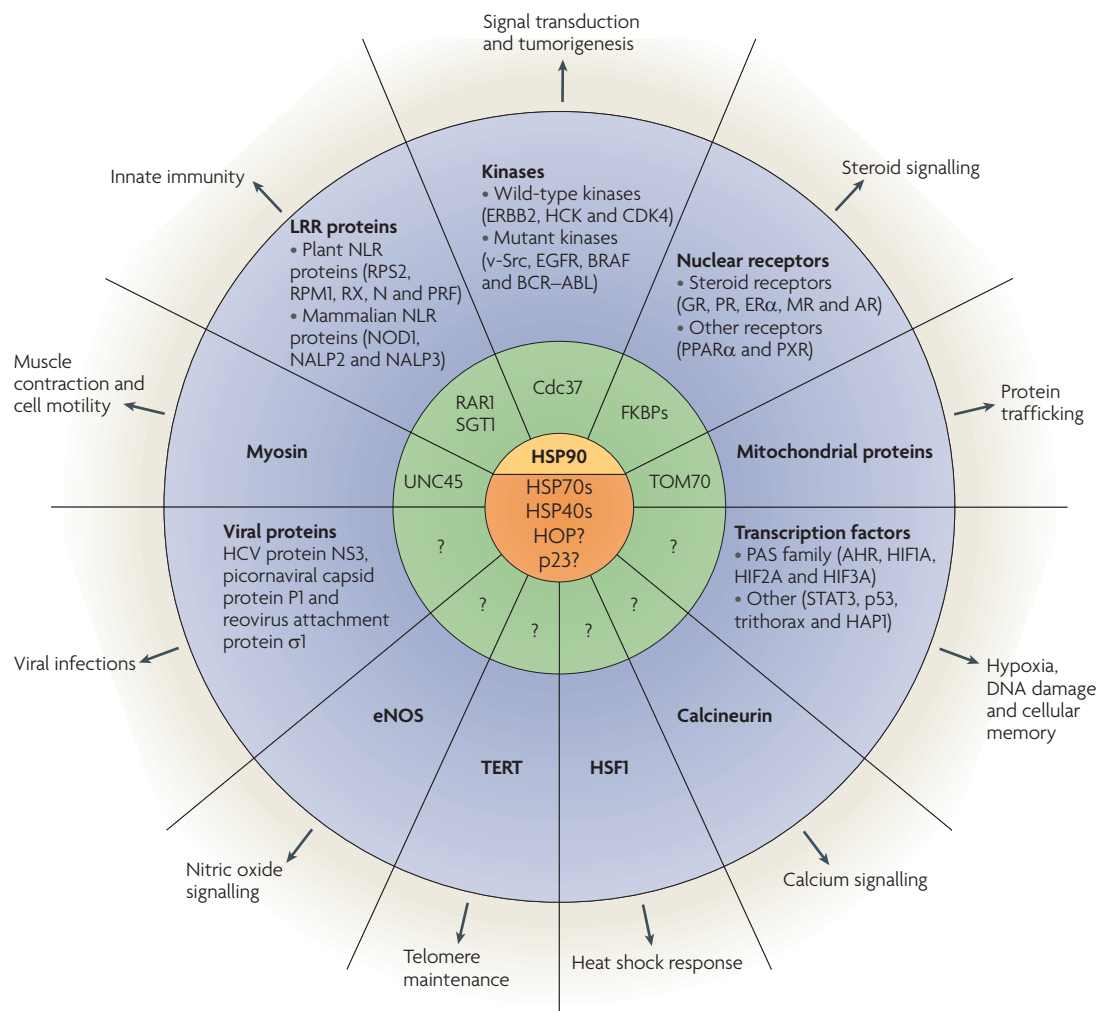 Signal transduction
and tumorigenesis
Innate immunity
Steroid signalling
Kinases
• Wild-type kinases
(ERBB2, HCK and CDK4)
• Mutant kinases
(v-Src, EGFR, BRAF
and BCR–ABL)
LRR proteins
• Plant NLR
proteins (RPS2,
RPM1, RX, N and PRF)
• Mammalian NLR
proteins (NOD1,
NALP2 and NALP3)
Nuclear receptors
• Steroid receptors
(GR, PR, ERα, MR and AR)
• Other receptors
(PPARα and PXR)
Muscle
contraction and
cell motility
Protein
trafficking
Cdc37
RAR1
SGT1
FKBPs
Myosin
HSP90
Mitochondrial proteins
UNC45
HSP70s
HSP40s
HOP?
p23?
TOM70
Viral proteins
HCV protein NS3,
picornaviral capsid
protein P1 and
reovirus attachment
protein σ1
?
?
?
?
?
?
Transcription factors
• PAS family (AHR, HIF1A,
HIF2A and HIF3A)
• Other (STAT3, p53,
trithorax and HAP1)
Viral infections
Hypoxia,
DNA damage
and cellular
memory
eNOS
Calcineurin
TERT
HSF1
Nitric oxide
signalling
Calcium signalling
Telomere
maintenance
Heat shock response